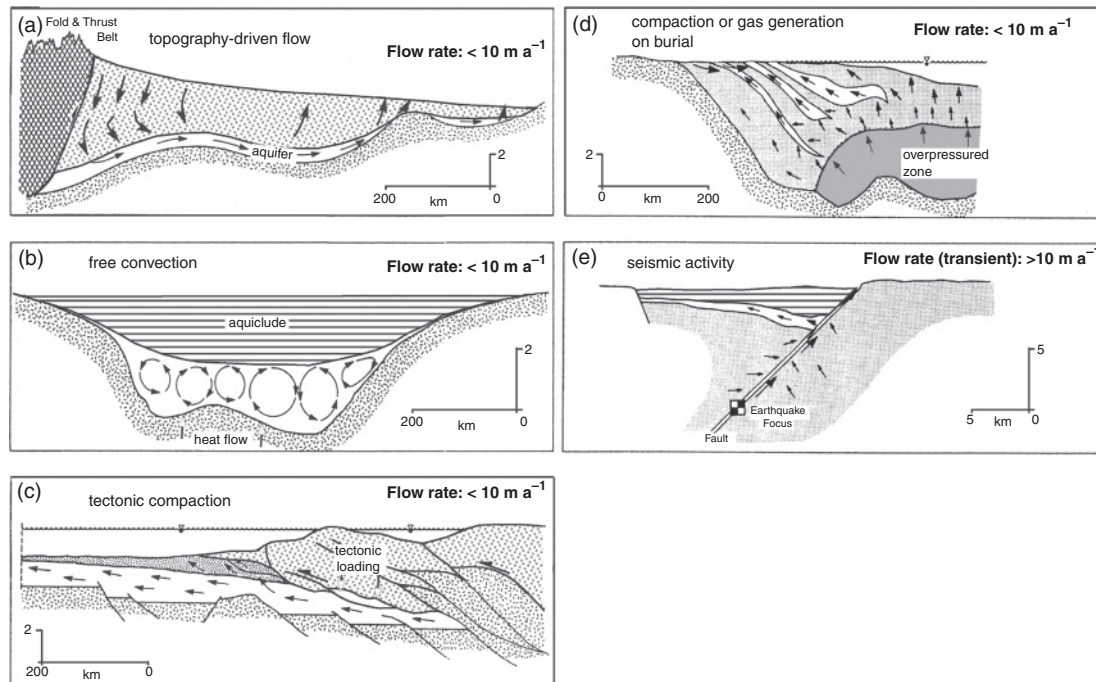 (a)
Fold & Thrust
Belt
topography-driven flow
Flow rate: < 10 m a⁻¹
aquifer
2
200
km
0
(b)
free convection
Flow rate: < 10 m a⁻¹
aquiclude
2
heat flow
200
km
0
(c)
tectonic compaction
Flow rate: < 10 m a⁻¹
tectonic
loading
2
200
km
0
(d)
compaction or gas generation
on burial
Flow rate: < 10 m a⁻¹
2
0
km
200
overpressured
zone
(e)
seismic activity
Flow rate (transient): >10 m a⁻¹
5
Earthquake
Focus
Fault
5
km
0